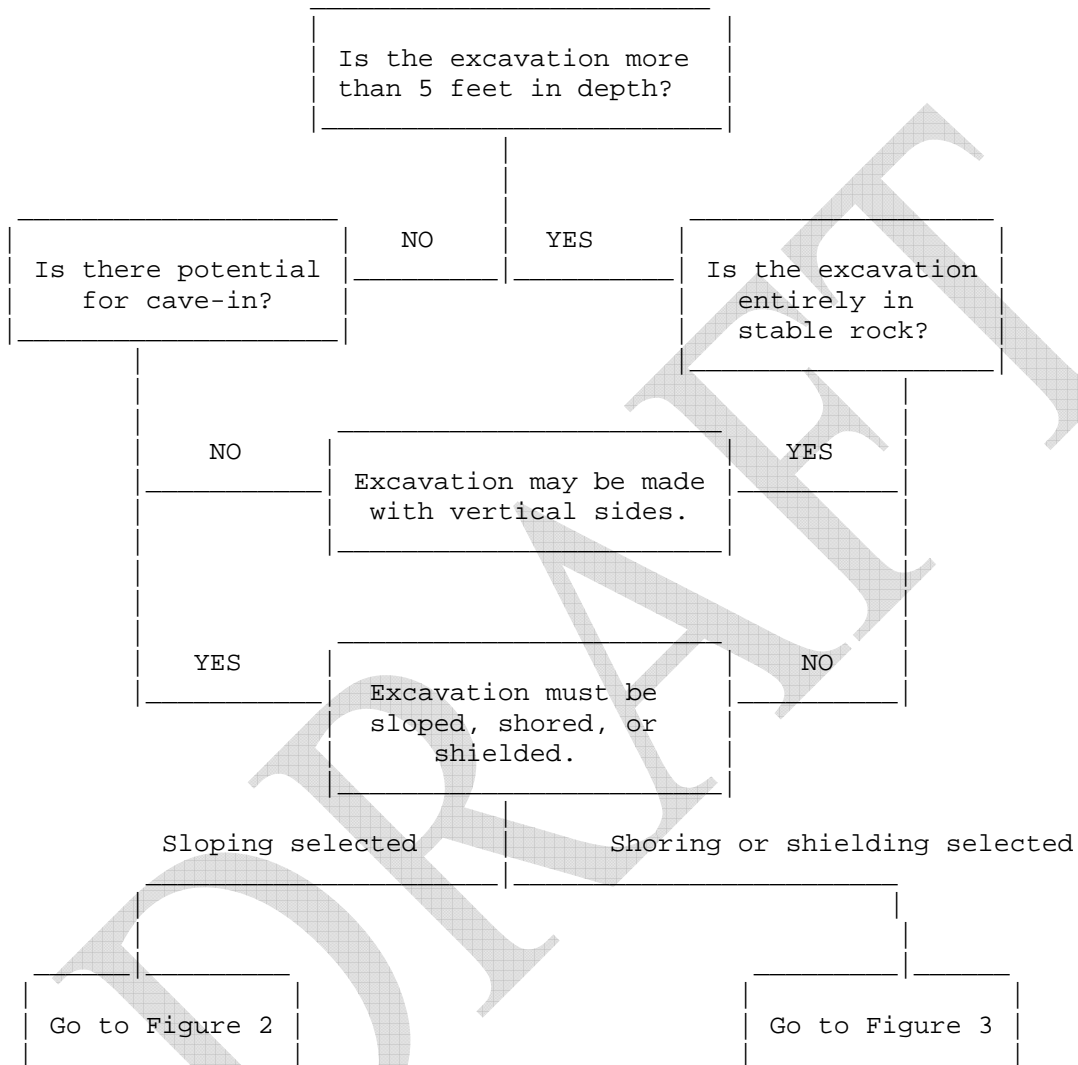 Is the excavation more
than 5 feet in depth?
NO
YES
Is there potential
for cave-in?
Is the excavation
entirely in
stable rock?
NO
YES
Excavation may be made
with vertical sides.
YES
NO
Excavation must be
sloped, shored, or
shielded.
Sloping selected
Shoring or shielding selected
Go to Figure 2
Go to Figure 3
DRAFT